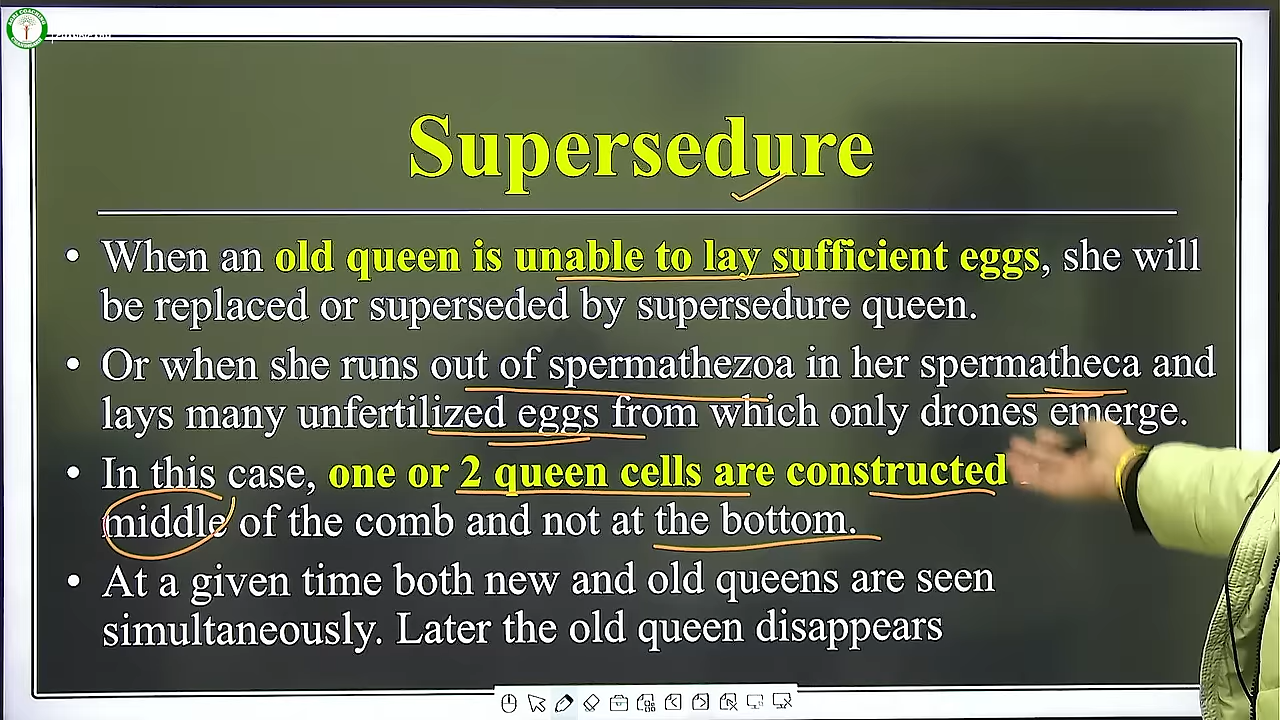 Supersedure
• When an old queen is unable to lay sufficient eggs, she will
be replaced or superseded by supersedure queen.
• Or when she runs out of spermathezoa in her spermatheca and
lays many unfertilized eggs from which only drones emerge.
• In this case, one or 2 queen cells are constructed
middle of the comb and not at the bottom.
• At a given time both new and old queens are seen
simultaneously. Later the old queen disappears